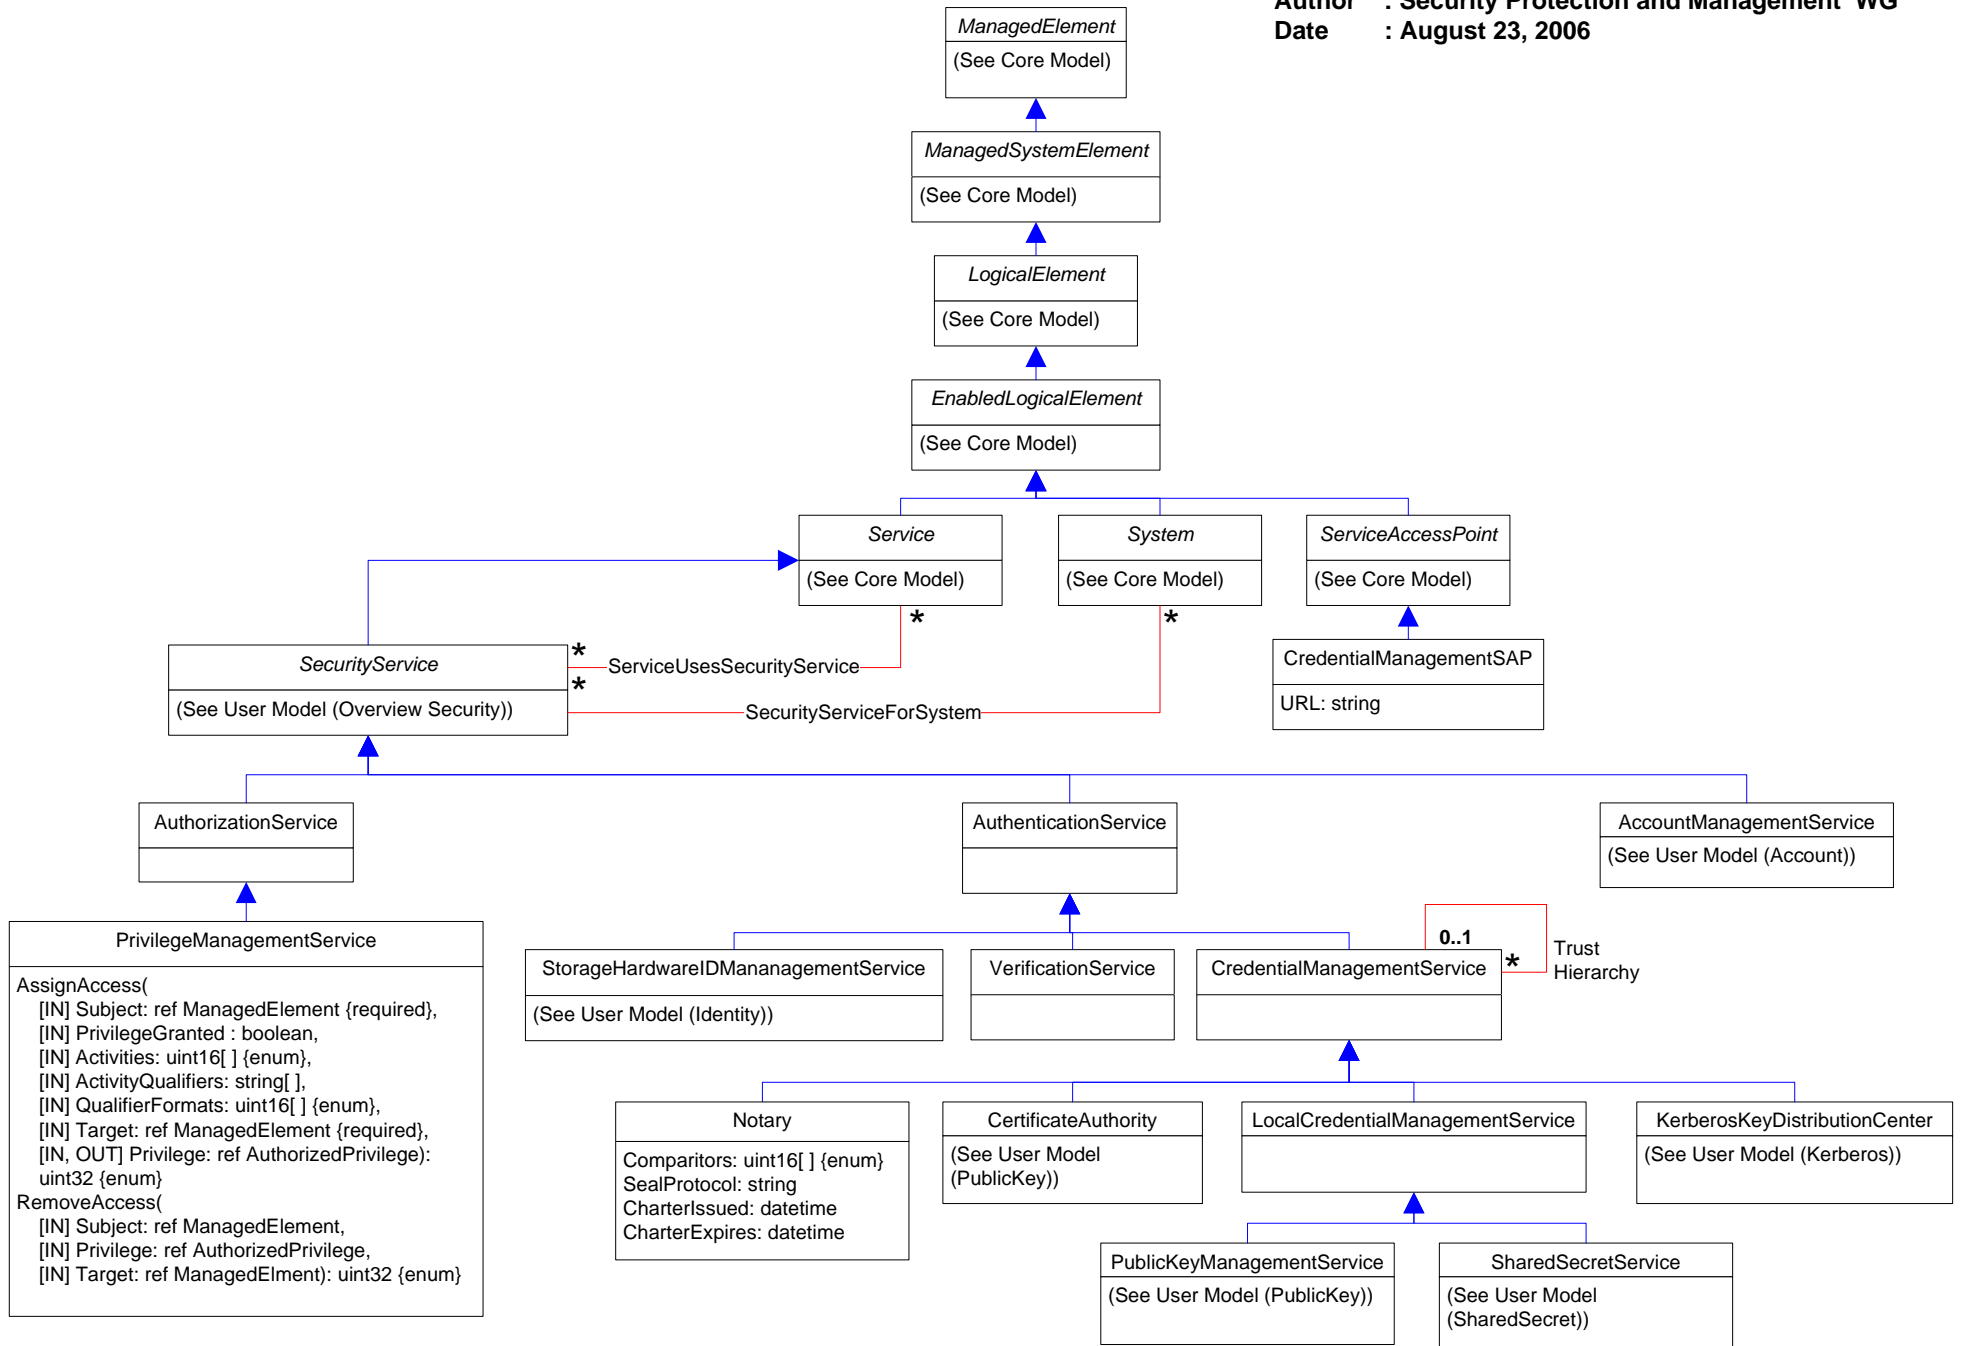 Author : Security Protection and Management WG
Date : August 23, 2006
ManagedElement
(See Core Model)
ManagedSystemElement
(See Core Model)
LogicalElement
(See Core Model)
EnabledLogicalElement
(See Core Model)
Service
(See Core Model)
System
(See Core Model)
ServiceAccessPoint
(See Core Model)
*
*
CredentialManagementSAP
URL: string
SecurityService
(See User Model (Overview Security))
*
ServiceUsesSecurityService
*
SecurityServiceForSystem
AuthorizationService
AuthenticationService
AccountManagementService
(See User Model (Account))
PrivilegeManagementService
AssignAccess(
[IN] Subject: ref ManagedElement {required},
[IN] PrivilegeGranted : boolean,
[IN] Activities: uint16[ ] {enum},
[IN] ActivityQualifiers: string[ ],
[IN] QualifierFormats: uint16[ ] {enum},
[IN] Target: ref ManagedElement {required},
[IN, OUT] Privilege: ref AuthorizedPrivilege):
uint32 {enum}
RemoveAccess(
[IN] Subject: ref ManagedElement,
[IN] Privilege: ref AuthorizedPrivilege,
[IN] Target: ref ManagedElment): uint32 {enum}
StorageHardwareIDMananagementService
(See User Model (Identity))
VerificationService
CredentialManagementService
0..1
*
Trust
Hierarchy
Notary
Comparitors: uint16[ ] {enum}
SealProtocol: string
CharterIssued: datetime
CharterExpires: datetime
CertificateAuthority
(See User Model
(PublicKey))
LocalCredentialManagementService
KerberosKeyDistributionCenter
(See User Model (Kerberos))
PublicKeyManagementService
(See User Model (PublicKey))
SharedSecretService
(See User Model
(SharedSecret))